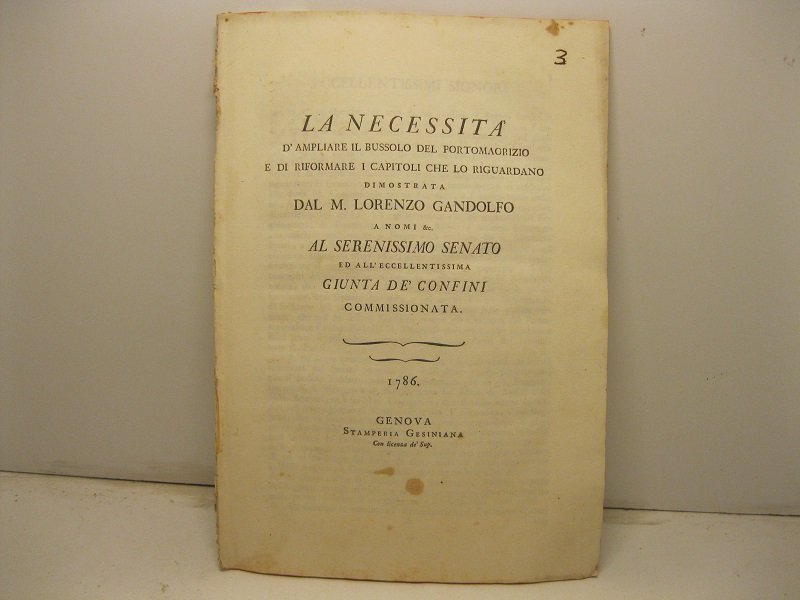 3
LA NECESSITA'
D'AMPLIARE IL BUSSOLO DEL PORTOMAORIZIO
E DI RIFORMARE I CAPITOLI CHE LO RIGUARDANO
DIMOSTRATA
DAL M. LORENZO GANDOLFO
A NOMI &c.
AL SERENISSIMO SENATO
ED ALL'ECCELLENTISSIMA
GIUNTA DE' CONFINI
COMMISSIONATA.
1786.
GENOVA
STAMPERIA GESINIANA
Con licenza de' Sup.